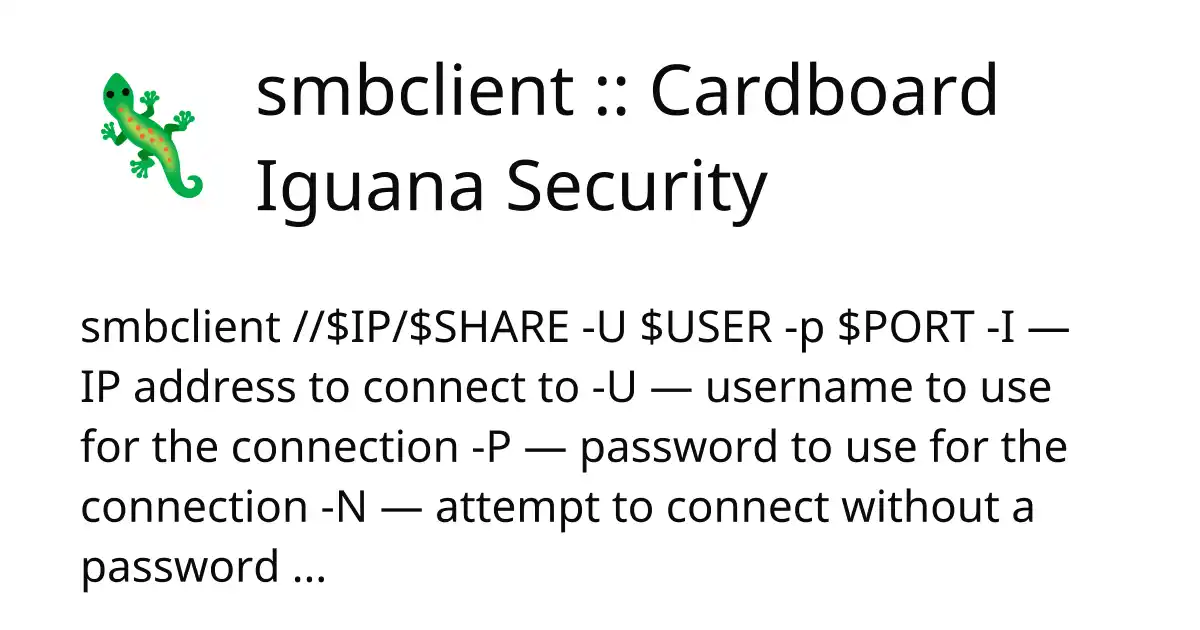 smbclient :: Cardboard
Iguana Security
smbclient //$IP/$SHARE -U $USER -p $PORT -I —
IP address to connect to -U — username to use
for the connection -P — password to use for the
connection -N — attempt to connect without a
password ...